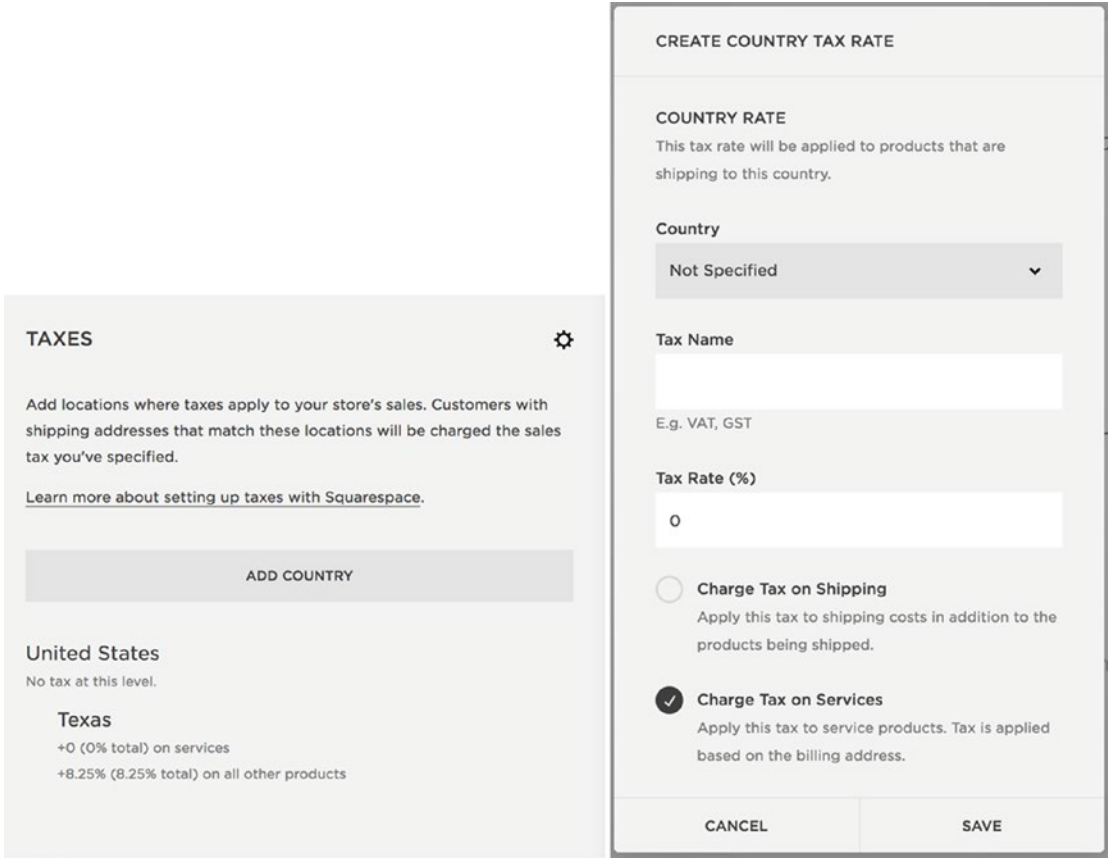 TAXES
Add locations where taxes apply to your store's sales. Customers with
shipping addresses that match these locations will be charged the sales
tax you've specified.
Learn more about setting up taxes with Squarespace.
ADD COUNTRY
United States
No tax at this level.
Texas
+0 (0% total) on services
+8.25% (8.25% total) on all other products
CREATE COUNTRY TAX RATE
COUNTRY RATE
This tax rate will be applied to products that are
shipping to this country.
Country
Not Specified
Tax Name
E.g. VAT, GST
Tax Rate (%)
0
Charge Tax on Shipping
Apply this tax to shipping costs in addition to the
products being shipped.
Charge Tax on Services
Apply this tax to service products. Tax is applied
based on the billing address.
CANCEL
SAVE